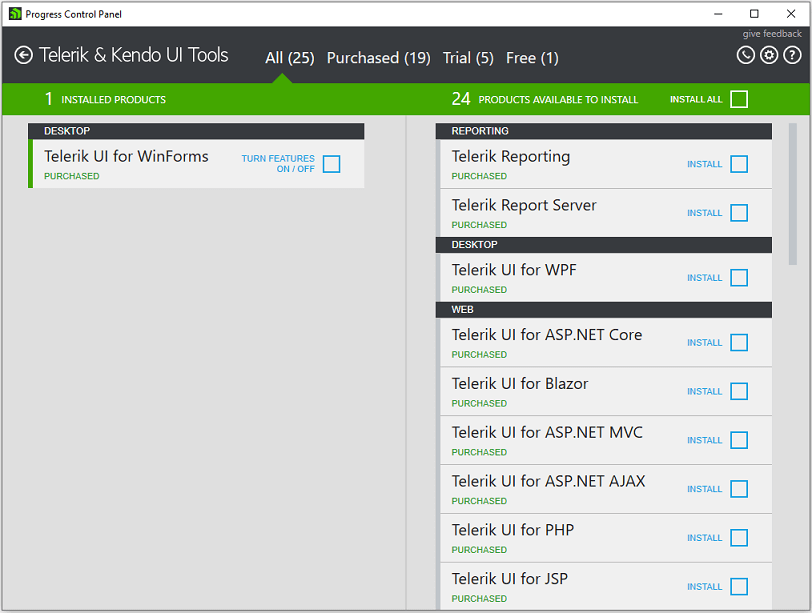 Progress Control Panel
give feedback
Telerik & Kendo UI Tools
All (25) Purchased (19) Trial (5) Free (1)
?
1 INSTALLED PRODUCTS
24 PRODUCTS AVAILABLE TO INSTALL INSTALL ALL
DESKTOP
Telerik UI for WinForms
PURCHASED
TURN FEATURES
ON / OFF
REPORTING
Telerik Reporting
PURCHASED
INSTALL
Telerik Report Server
PURCHASED
INSTALL
DESKTOP
Telerik UI for WPF
PURCHASED
INSTALL
WEB
Telerik UI for ASP.NET Core
PURCHASED
INSTALL
Telerik UI for Blazor
PURCHASED
INSTALL
Telerik UI for ASP.NET MVC
PURCHASED
INSTALL
Telerik UI for ASP.NET AJAX
PURCHASED
INSTALL
Telerik UI for PHP
PURCHASED
INSTALL
Telerik UI for JSP
PURCHASED
INSTALL